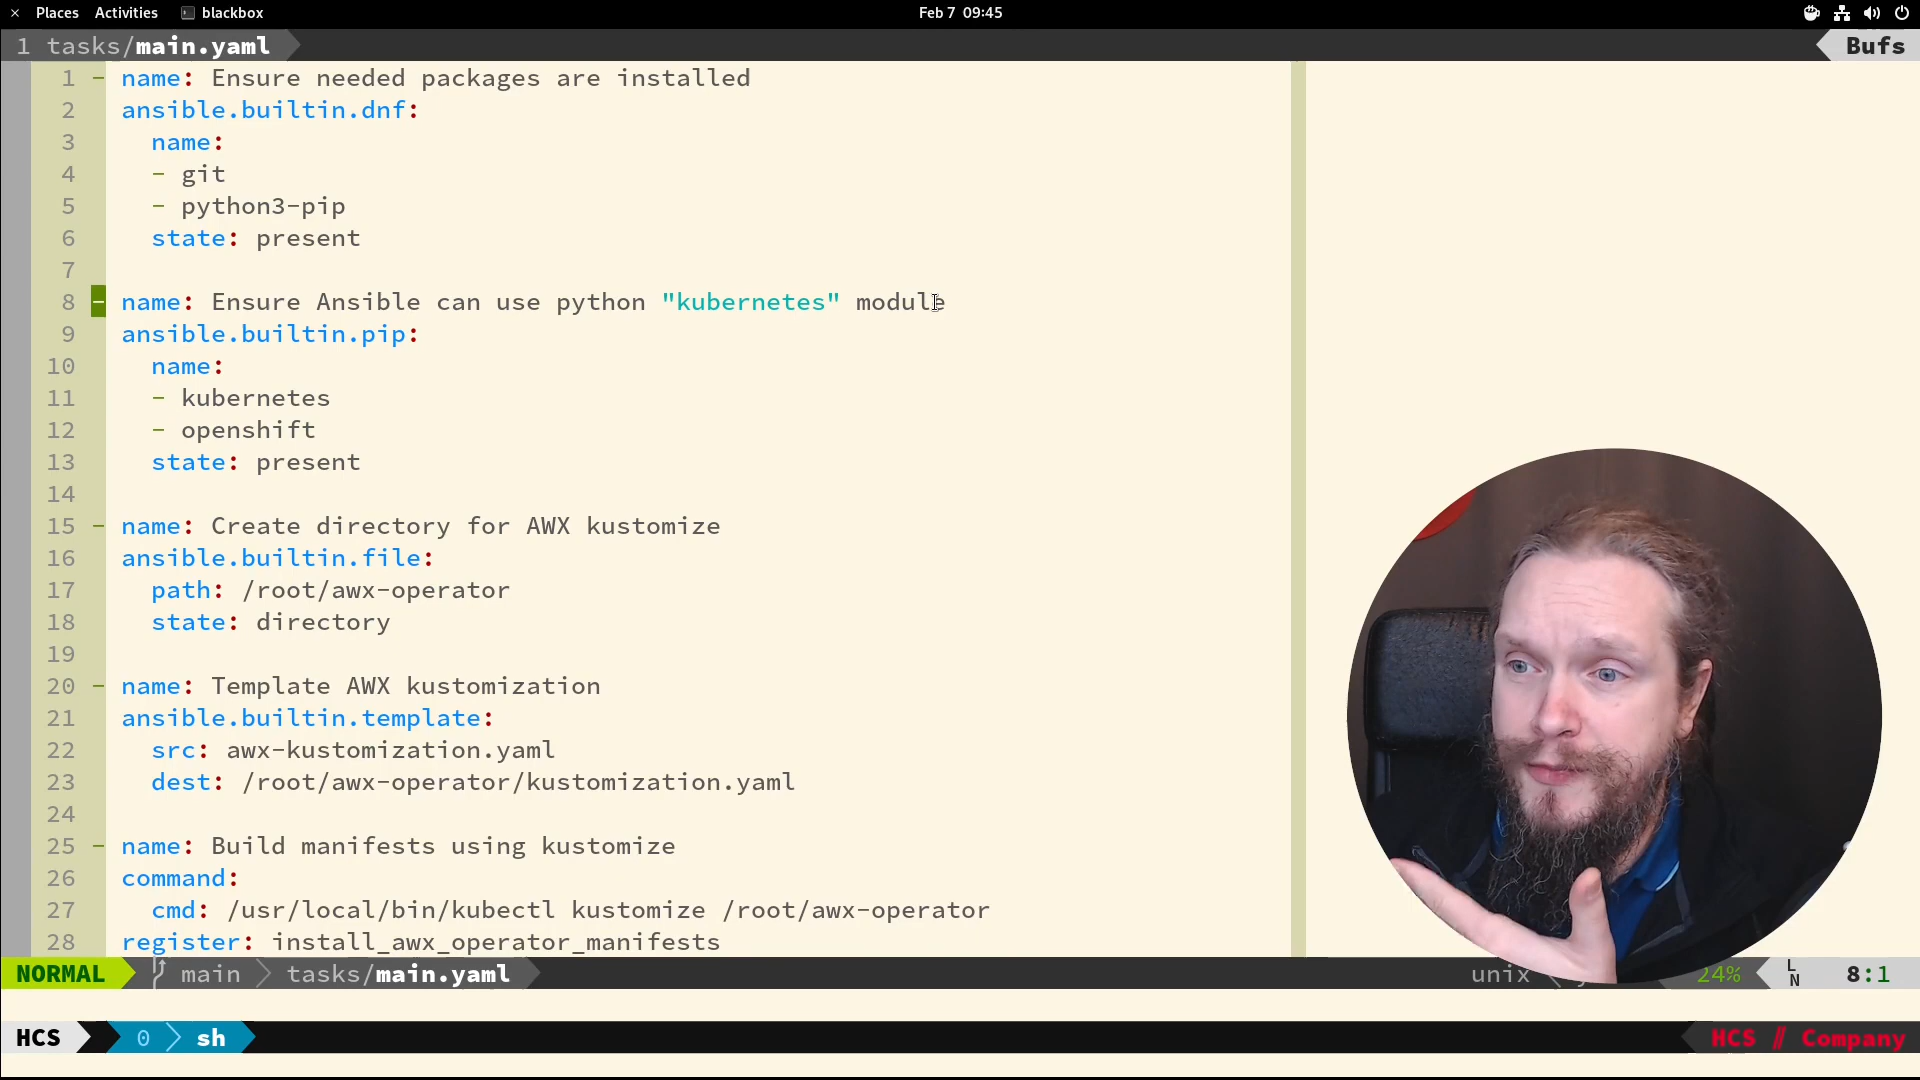 × Places Activities blackbox Feb 7 09:45
1 tasks/main.yaml Bufs
1 - name: Ensure needed packages are installed
2 ansible.builtin.dnf:
3 name:
4 - git
5 - python3-pip
6 state: present
7
8 - name: Ensure Ansible can use python "kubernetes" module
9 ansible.builtin.pip:
10 name:
11 - kubernetes
12 - openshift
13 state: present
14
15 - name: Create directory for AWX kustomize
16 ansible.builtin.file:
17 path: /root/awx-operator
18 state: directory
19
20 - name: Template AWX kustomization
21 ansible.builtin.template:
22 src: awx-kustomization.yaml
23 dest: /root/awx-operator/kustomization.yaml
24
25 - name: Build manifests using kustomize
26 command:
27 cmd: /usr/local/bin/kubectl kustomize /root/awx-operator
28 register: install_awx_operator_manifests
NORMAL main tasks/main.yaml unix 24% LN 8:1
HCS 0 sh HCS // Company